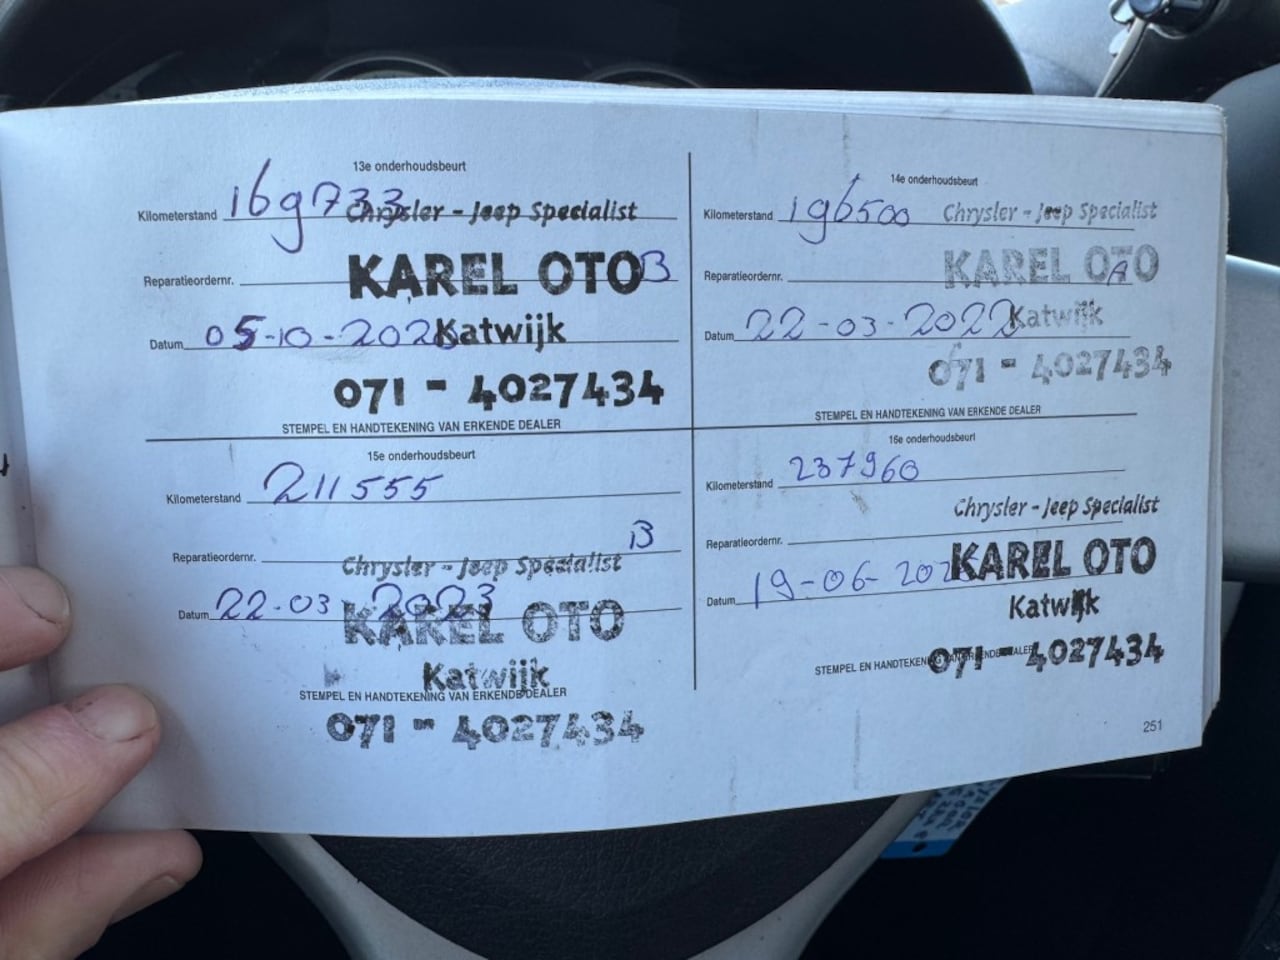 13e onderhoudsbeurt
Kilometerstand 169733
Chrysler - Jeep Specialist
Reparatieordernr. B
KAREL OTO
Datum 05-10-202
Katwijk
071 - 4027434
STEMPEL EN HANDTEKENING VAN ERKENDE DEALER
14e onderhoudsbeurt
Kilometerstand 196500
Chrysler - Jeep Specialist
Reparatieordernr. A
KAREL OTO
Datum 22-03-2022
Katwijk
071 - 4027434
STEMPEL EN HANDTEKENING VAN ERKENDE DEALER
15e onderhoudsbeurt
Kilometerstand 211555
Reparatieordernr. B
Chrysler - Jeep Specialist
Datum 22-03 2023
KAREL OTO
Katwijk
STEMPEL EN HANDTEKENING VAN ERKENDE DEALER
071 - 4027434
16e onderhoudsbeurt
Kilometerstand 237960
Chrysler - Jeep Specialist
Reparatieordernr.
KAREL OTO
Datum 19-06-202
Katwijk
STEMPEL EN HANDTEKENING VAN ERKENDE DEALER
071 - 4027434
251